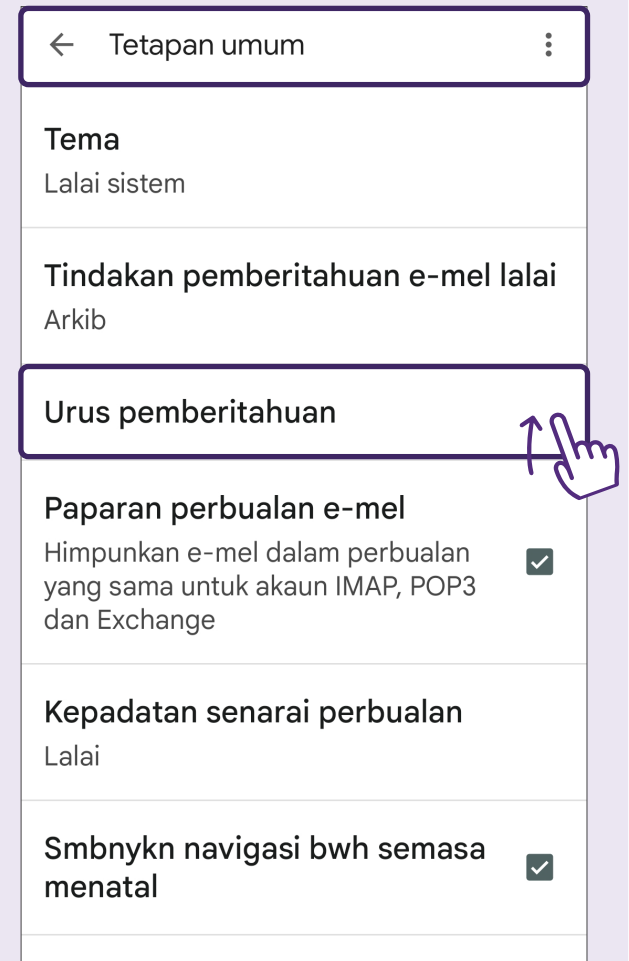 Tetapan umum
Tema
Lalai sistem
Tindakan pemberitahuan e-mel lalai
Arkib
Urus pemberitahuan
Paparan perbualan e-mel
Himpunkan e-mel dalam perbualan
yang sama untuk akaun IMAP, POP3
dan Exchange
Kepadatan senarai perbualan
Lalai
Smbnykn navigasi bwh semasa
menatal